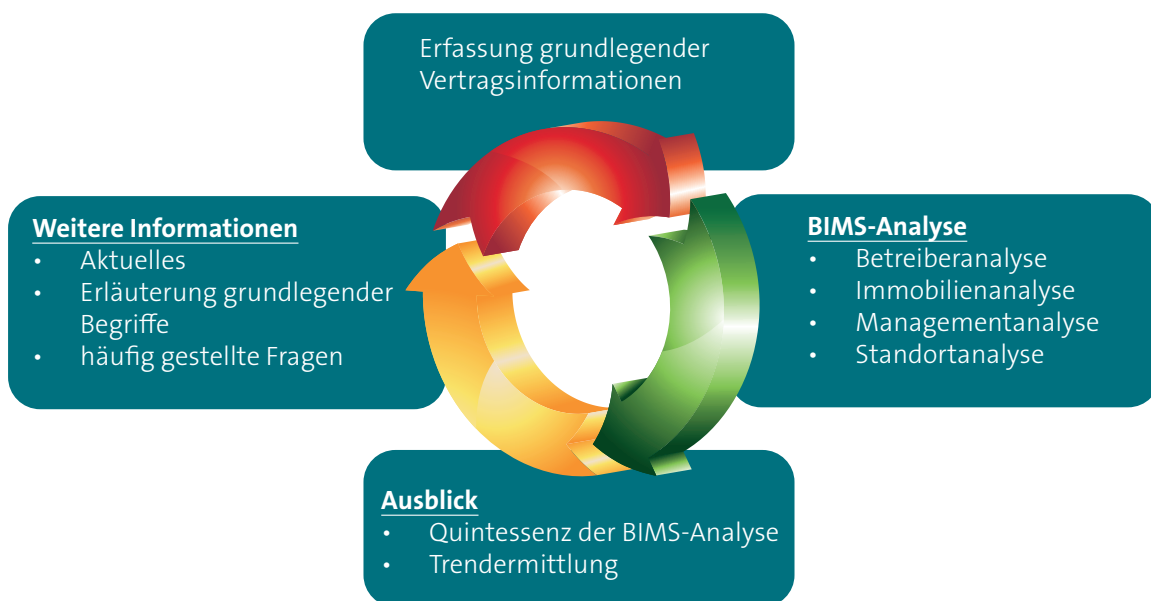 Erfassung grundlegender
Vertragsinformationen
Weitere Informationen
• Aktuelles
• Erläuterung grundlegender
Begriffe
• häufig gestellte Fragen
BIMS-Analyse
• Betreiberanalyse
• Immobilienanalyse
• Managementanalyse
• Standortanalyse
Ausblick
• Quintessenz der BIMS-Analyse
• Trendermittlung